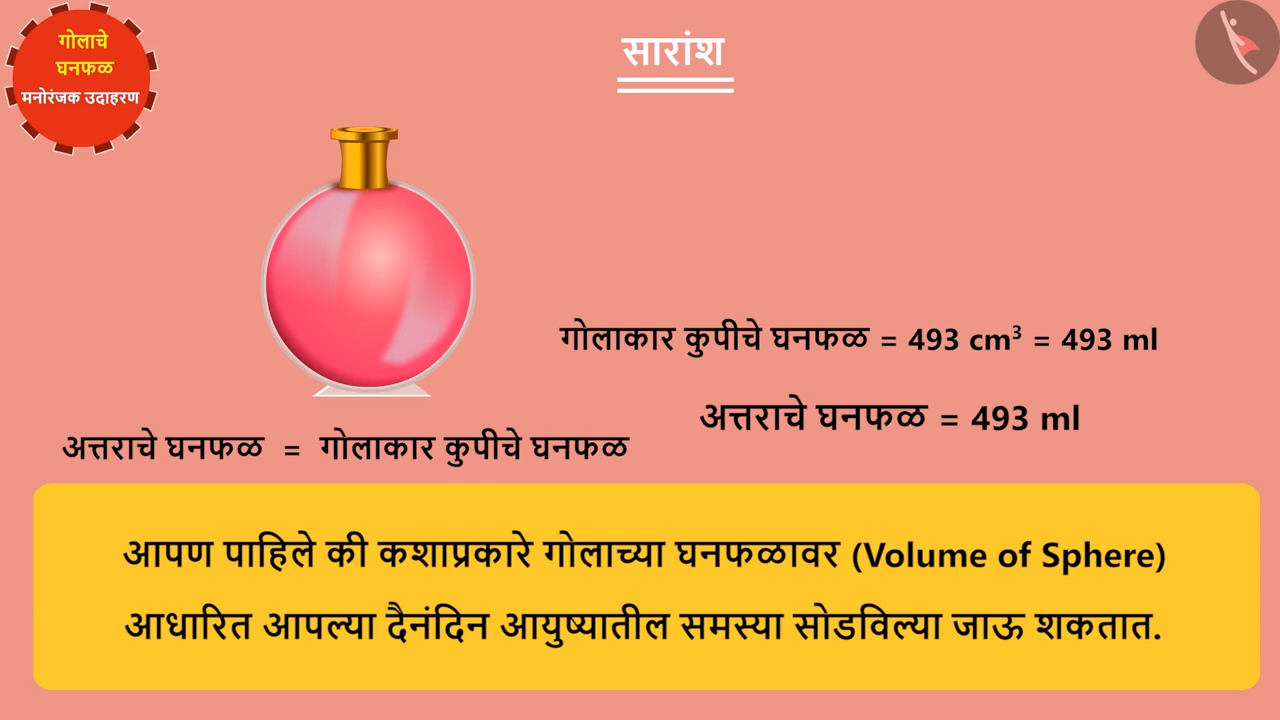 गोलाचे
घनफळ
मनोरंजक उदाहरण
सारांश
गोलाकार कुपीचे घनफळ = 493 cm³ = 493 ml
अत्तराचे घनफळ = 493 ml
अत्तराचे घनफळ = गोलाकार कुपीचे घनफळ
आपण पाहिले की कशाप्रकारे गोलाच्या घनफळावर (Volume of Sphere)
आधारित आपल्या दैनंदिन आयुष्यातील समस्या सोडविल्या जाऊ शकतात.